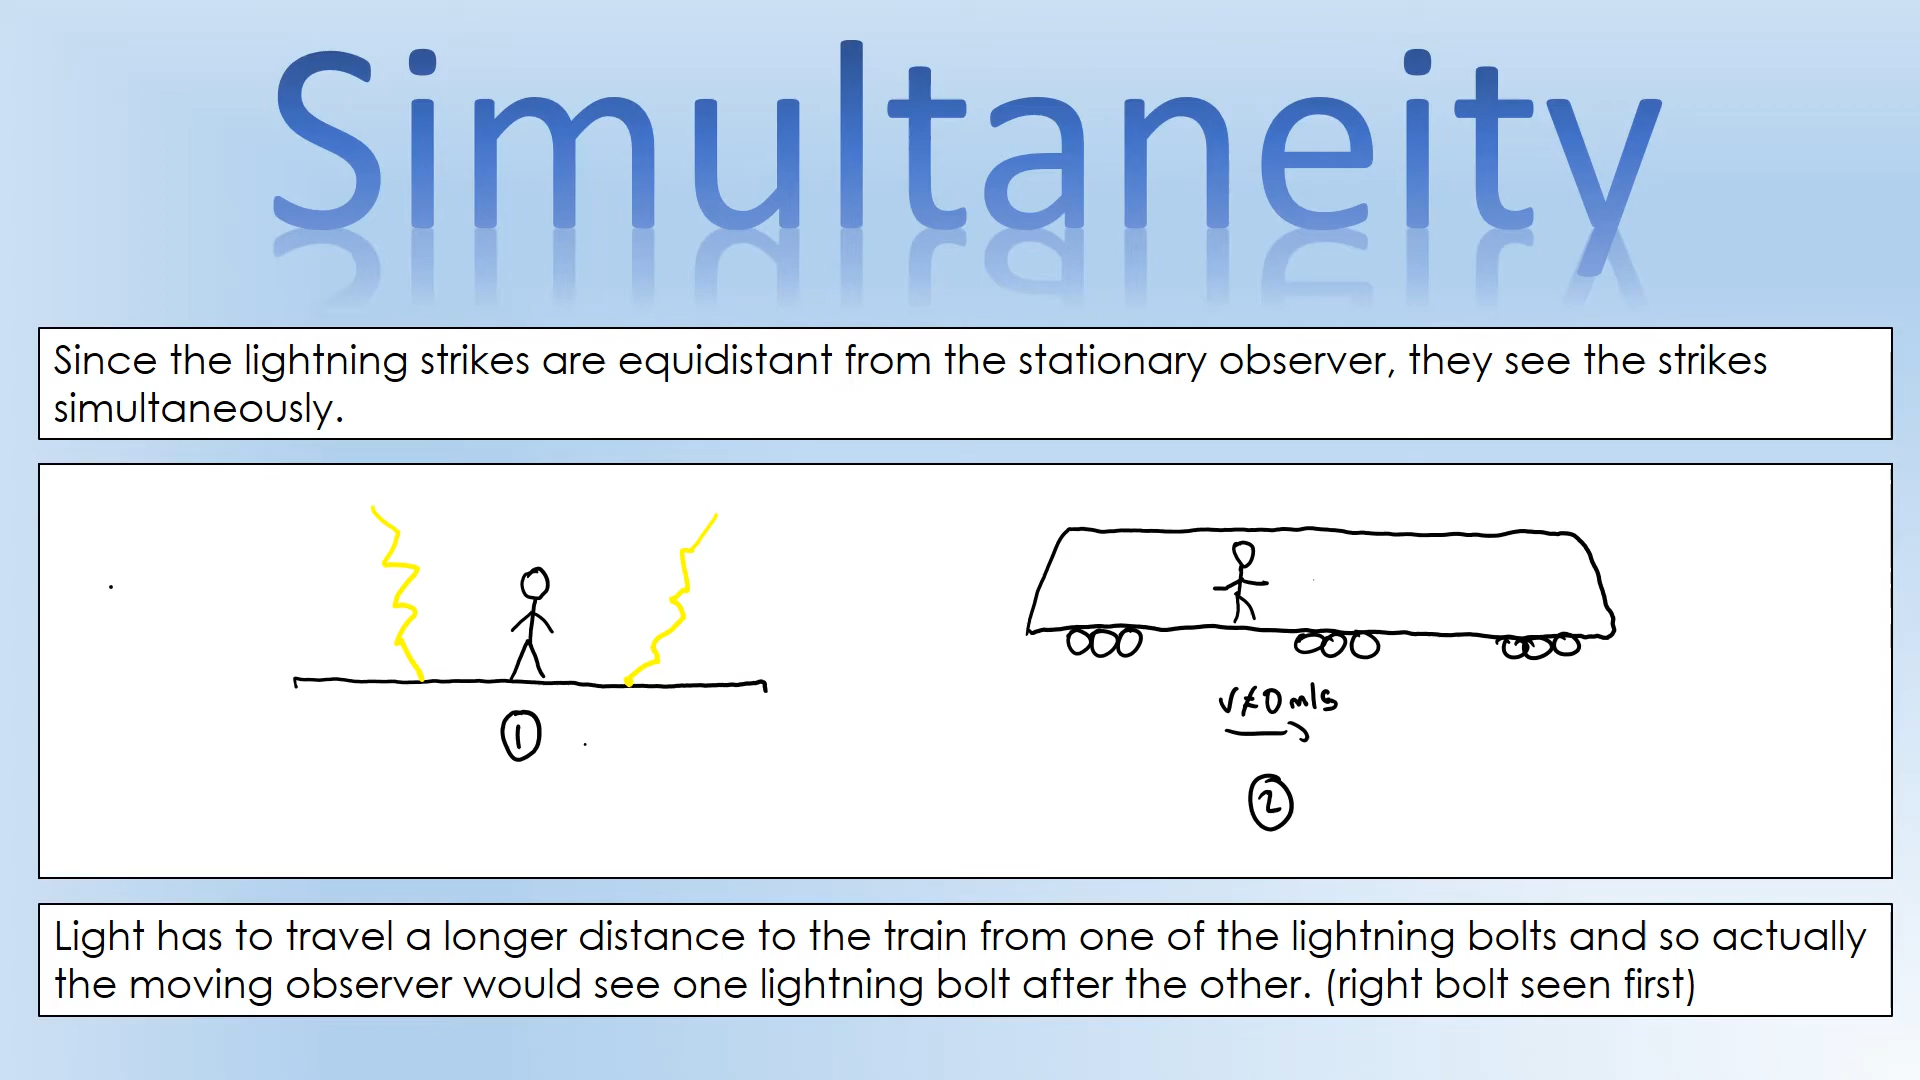 Simultaneity
Since the lightning strikes are equidistant from the stationary observer, they see the strikes
simultaneously.
1
v≠0 m/s
2
Light has to travel a longer distance to the train from one of the lightning bolts and so actually
the moving observer would see one lightning bolt after the other. (right bolt seen first)